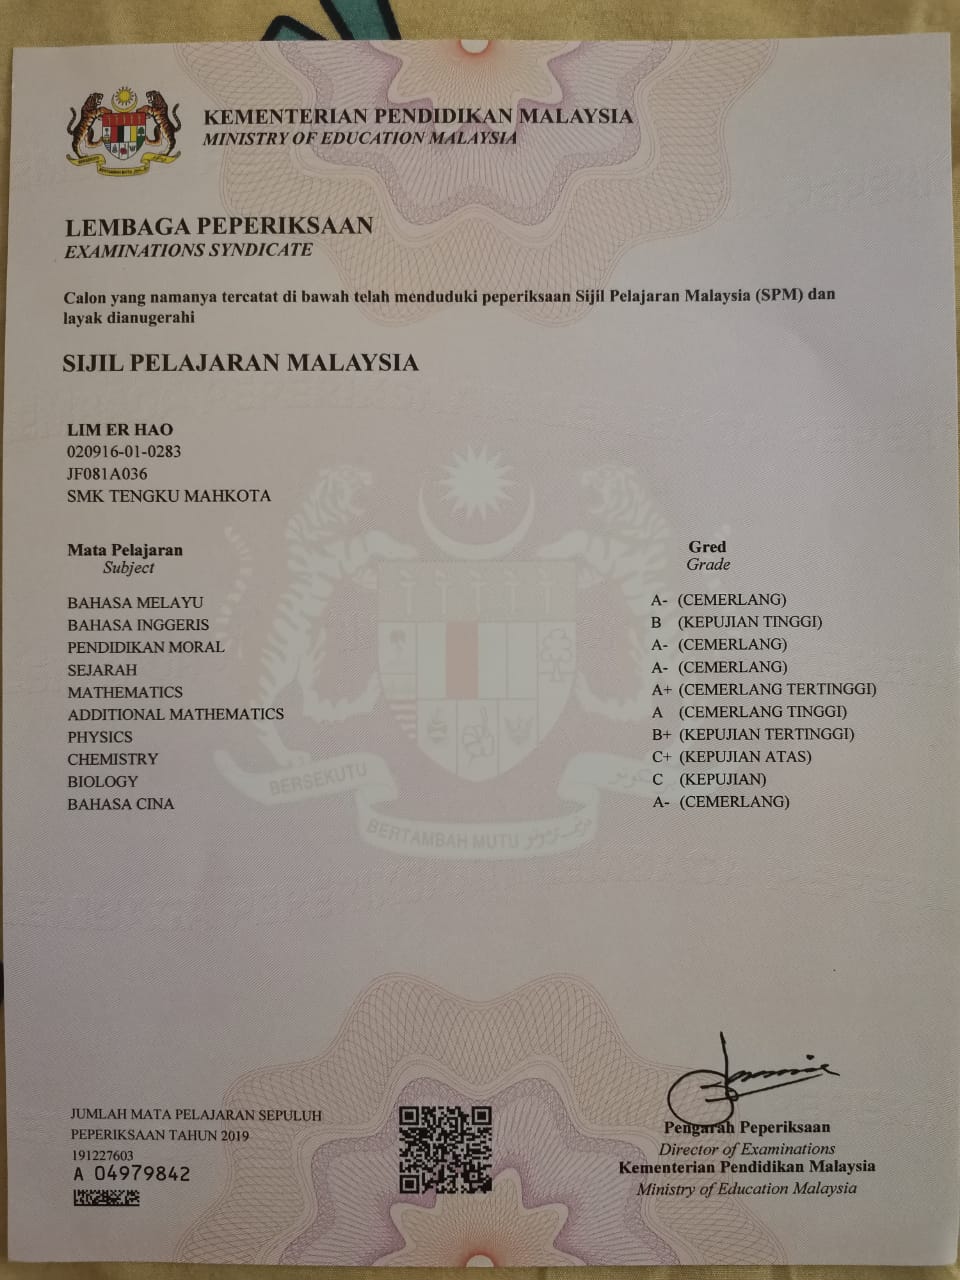 KEMENTERIAN PENDIDIKAN MALAYSIA
MINISTRY OF EDUCATION MALAYSIA
LEMBAGA PEPERIKSAAN
EXAMINATIONS SYNDICATE
Calon yang namanya tercatat di bawah telah menduduki peperiksaan Sijil Pelajaran Malaysia (SPM) dan
layak dianugerahi
SIJIL PELAJARAN MALAYSIA
LIM ER HAO
020916-01-0283
JF081A036
SMK TENGKU MAHKOTA
Mata Pelajaran Gred
Subject Grade
BAHASA MELAYU A- (CEMERLANG)
BAHASA INGGERIS B (KEPUJIAN TINGGI)
PENDIDIKAN MORAL A- (CEMERLANG)
SEJARAH A- (CEMERLANG)
MATHEMATICS A+ (CEMERLANG TERTINGGI)
ADDITIONAL MATHEMATICS A (CEMERLANG TINGGI)
PHYSICS B+ (KEPUJIAN TERTINGGI)
CHEMISTRY C+ (KEPUJIAN ATAS)
BIOLOGY C (KEPUJIAN)
BAHASA CINA A- (CEMERLANG)
BERSEKUTU
BERTAMBAH MUTU
JUMLAH MATA PELAJARAN SEPULUH
PEPERIKSAAN TAHUN 2019
191227603
A 04979842
Pengarah Peperiksaan
Director of Examinations
Kementerian Pendidikan Malaysia
Ministry of Education Malaysia